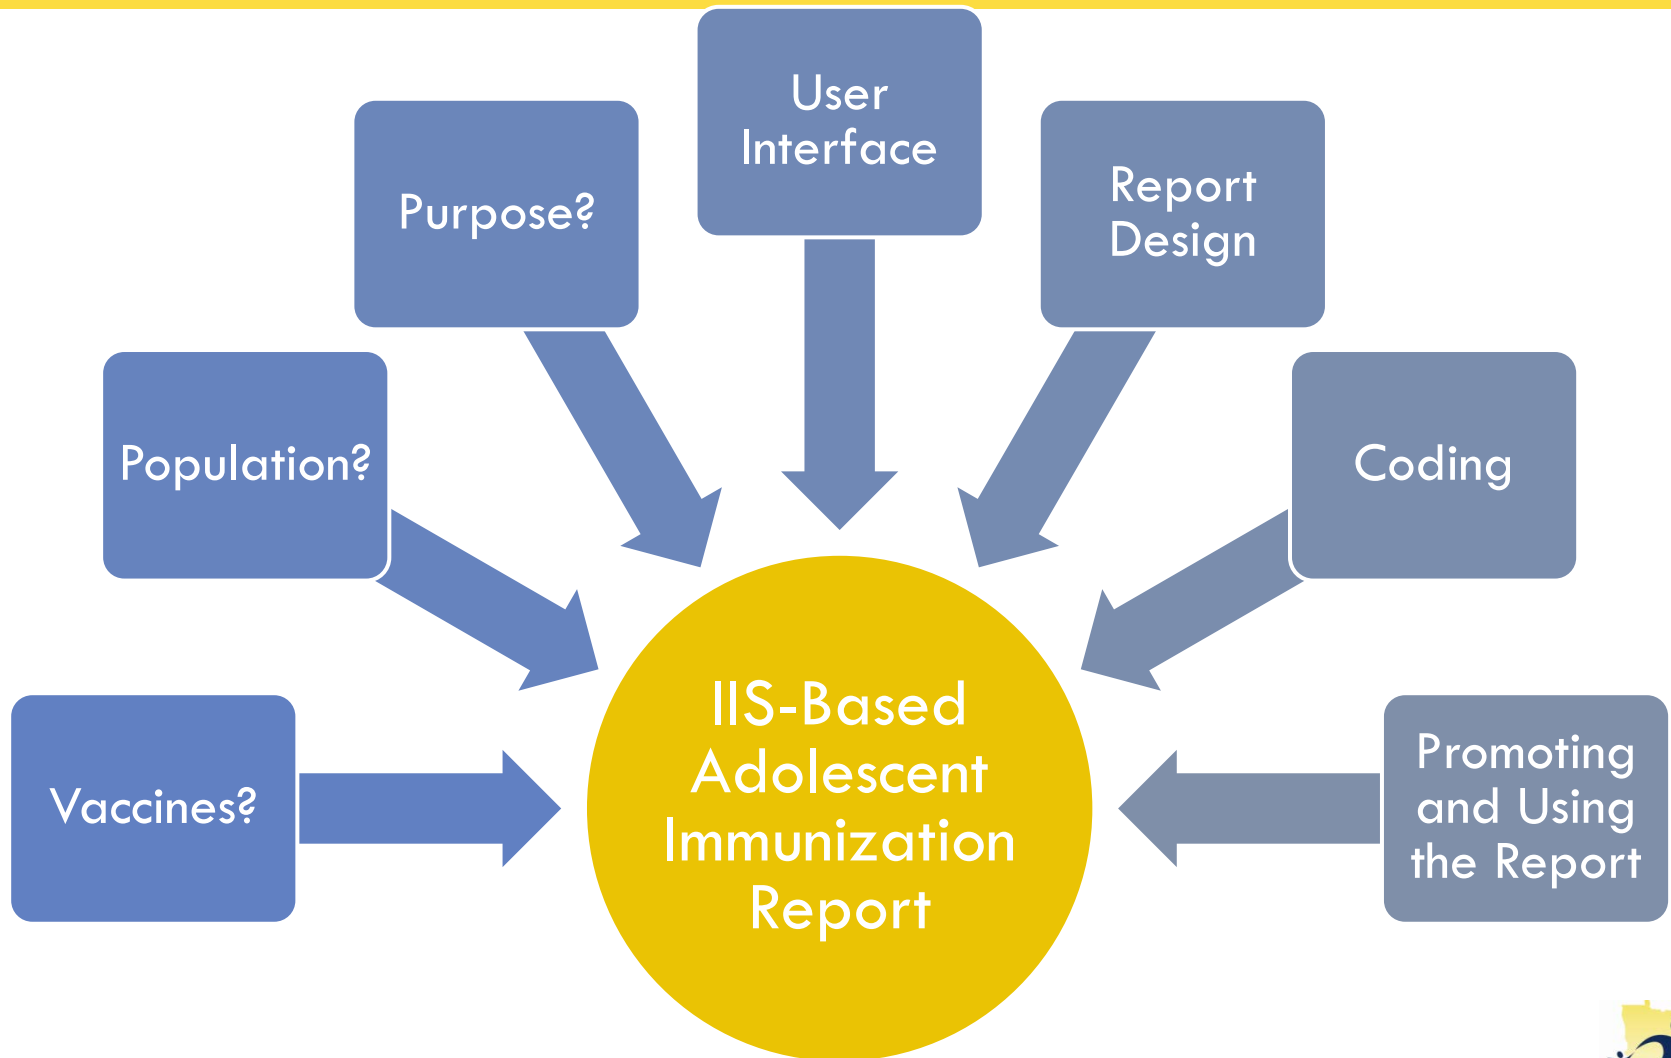 User
Interface
Purpose?
Report
Design
Population?
Coding
Vaccines?
IIS-Based
Adolescent
Immunization
Report
Promoting
and Using
the Report